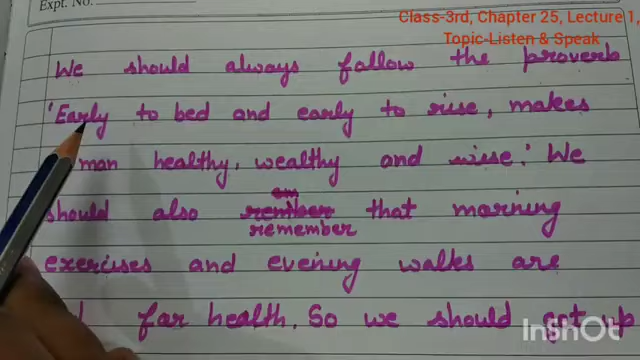 Expt. No.
Class-3rd, Chapter 25, Lecture 1,
Topic-Listen & Speak
We should always follow the proverb
'Early to bed and early to rise, makes
man healthy, wealthy and wise.' We
should also remember that morning
remember
exercises and evening walks are
for health. So we should get up
InShOt